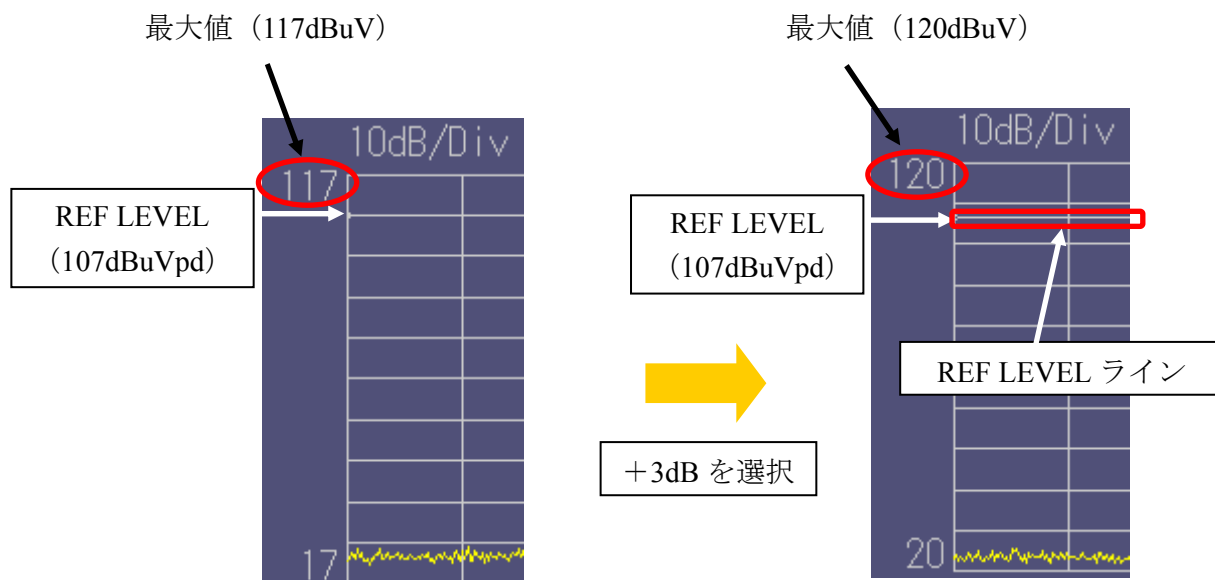 最大値（117dBuV）
最大値（120dBuV）
10dB/Div
117
REF LEVEL
（107dBuVpd）
17
＋3dB を選択
10dB/Div
120
REF LEVEL
（107dBuVpd）
REF LEVEL ライン
20